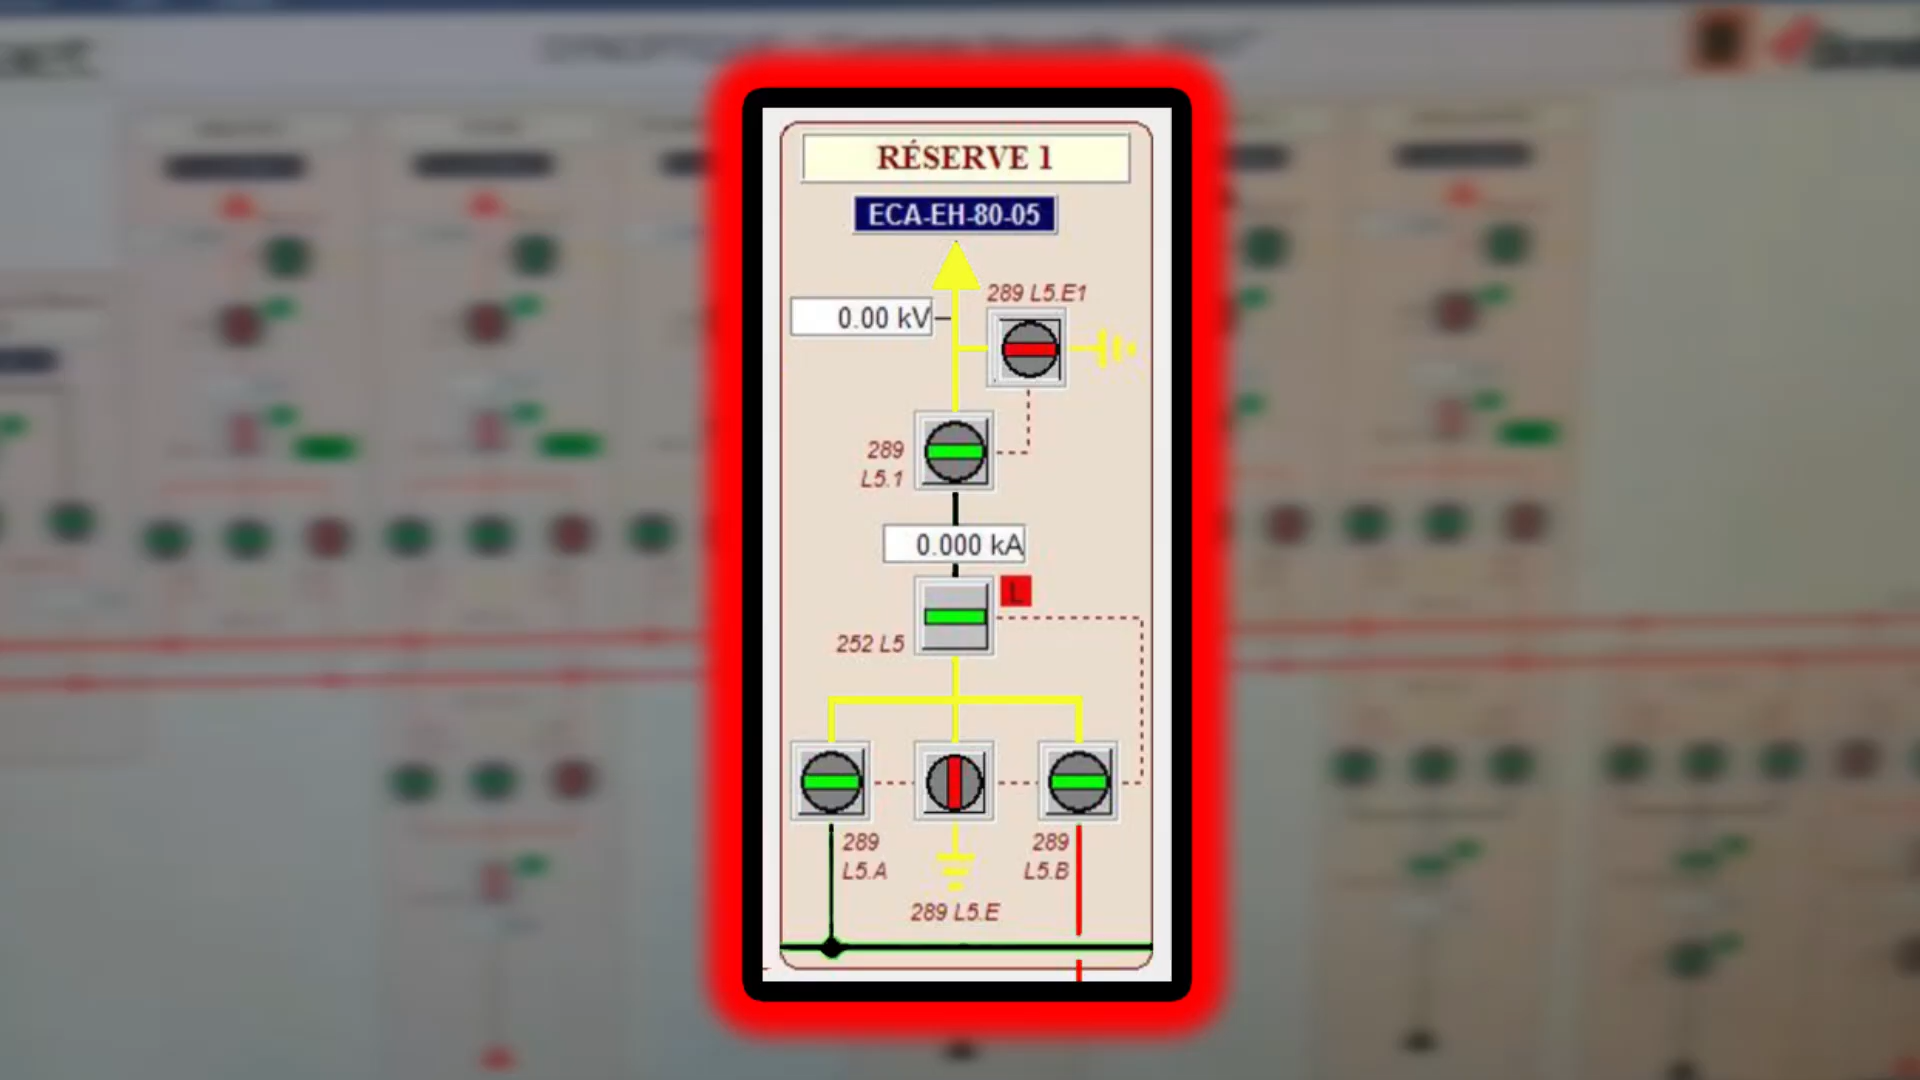 RÉSERVE 1
ECA-EH-80-05
289 L5.E1
0.00 kV
289
L5.1
0.000 kA
L
252 L5
289
L5.A
289
L5.B
289 L5.E